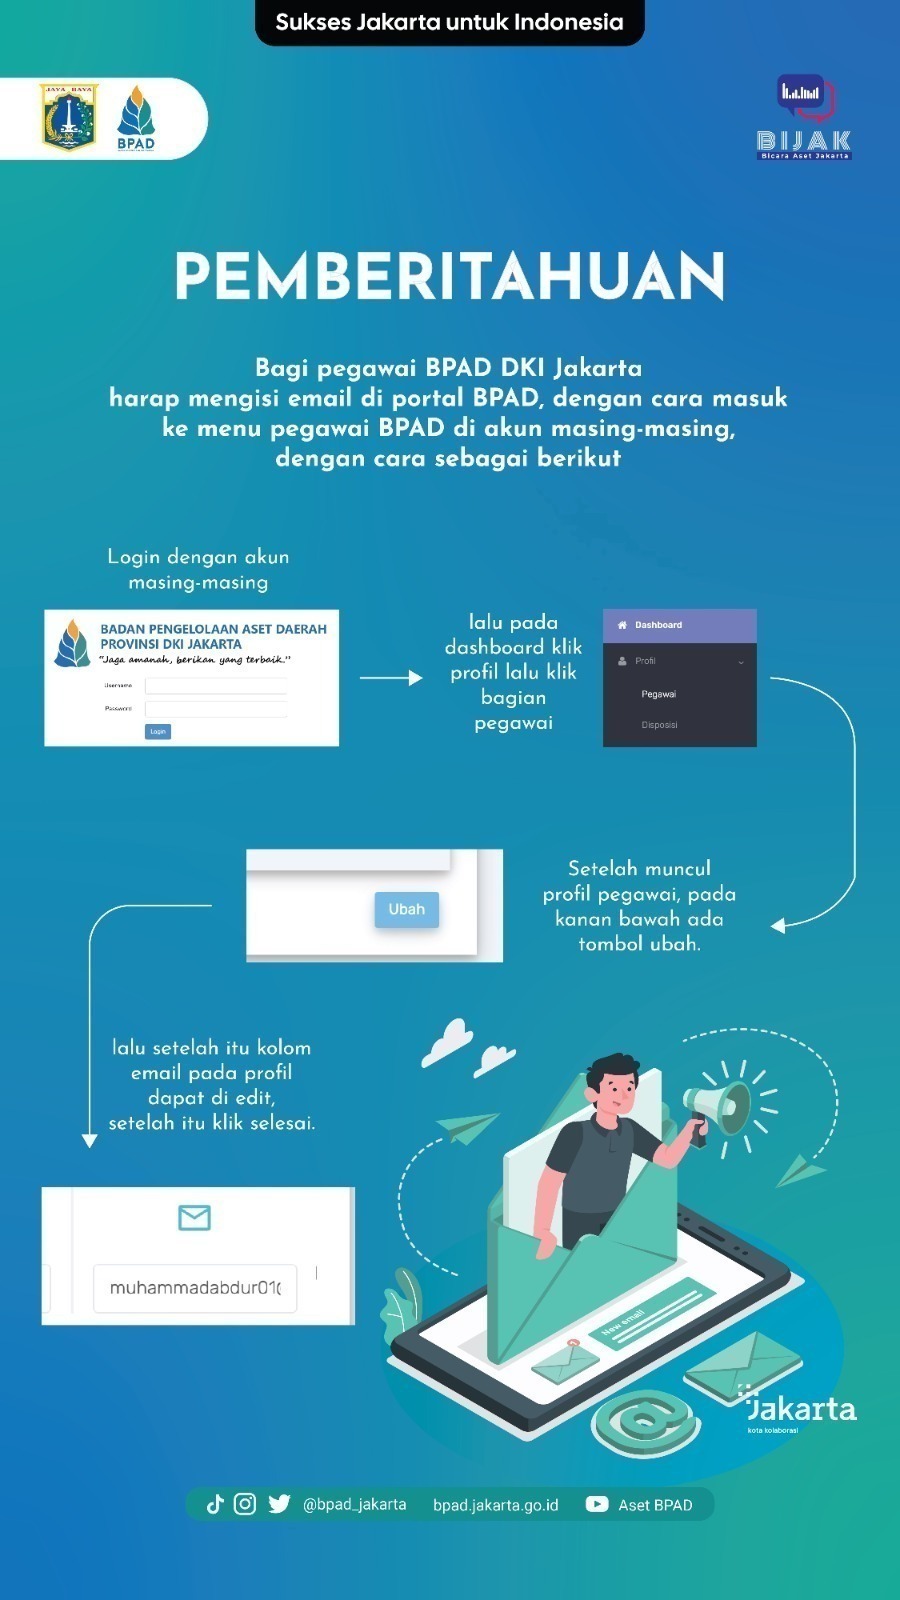 Sukses Jakarta untuk Indonesia
JAYA RAYA
BPAD
BIJAK
Bicara Aset Jakarta
PEMBERITAHUAN
Bagi pegawai BPAD DKI Jakarta
harap mengisi email di portal BPAD, dengan cara masuk
ke menu pegawai BPAD di akun masing-masing,
dengan cara sebagai berikut
Login dengan akun
masing-masing
BADAN PENGELOLAAN ASET DAERAH
PROVINSI DKI JAKARTA
"Jaga amanah, berikan yang terbaik."
Username
Password
Login
lalu pada
dashboard klik
profil lalu klik
bagian
pegawai
Dashboard
Profil
Pegawai
Disposisi
Setelah muncul
profil pegawai, pada
kanan bawah ada
tombol ubah.
Ubah
lalu setelah itu kolom
email pada profil
dapat di edit,
setelah itu klik selesai.
muhammadabdur01(
New email
@
Jakarta
kota kolaborasi
@bpad_jakarta bpad.jakarta.go.id Aset BPAD